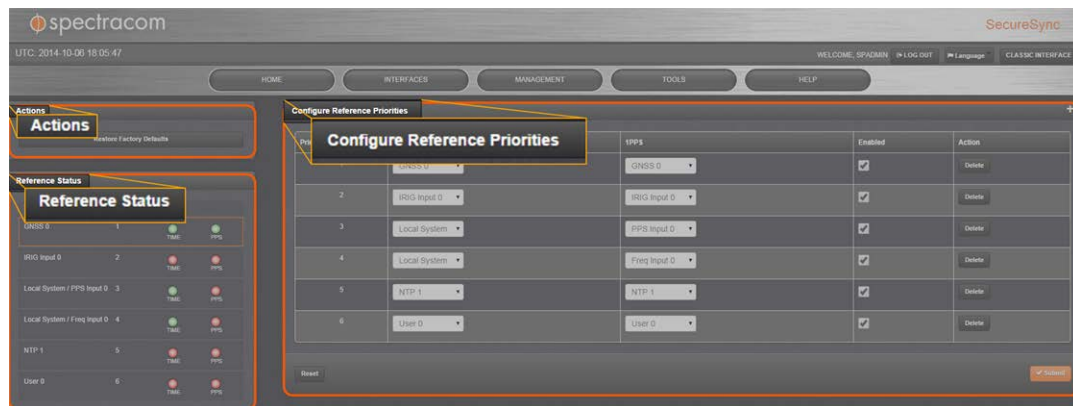 spectracom
SecureSync
UTC: 2014-10-06 18:05:47
WELCOME, SPADMIN LOG OUT Language CLASSIC INTERFACE
HOME INTERFACES MANAGEMENT TOOLS HELP
Actions
Actions
Restore Factory Defaults
Reference Status
Reference Status
GNSS 0 1 TIME PPS
IRIG Input 0 2 TIME PPS
Local System / PPS Input 0 3 TIME PPS
Local System / Freq Input 0 4 TIME PPS
NTP 1 5 TIME PPS
User 0 6 TIME PPS
Configure Reference Priorities
Configure Reference Priorities
1PPS Enabled Action
GNSS 0 GNSS 0 Delete
2 IRIG Input 0 IRIG Input 0 Delete
3 Local System PPS Input 0 Delete
4 Local System Freq Input 0 Delete
5 NTP 1 NTP 1 Delete
6 User 0 User 0 Delete
Reset Submit